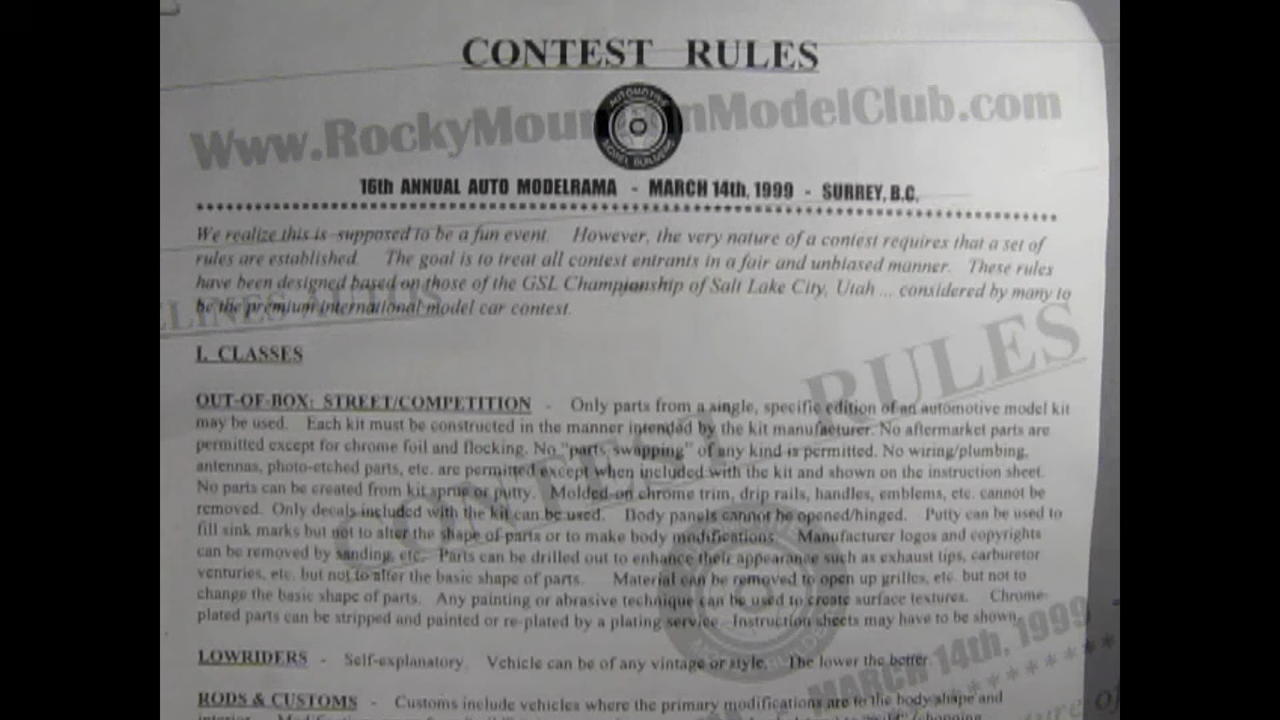 CONTEST RULES
Www.RockyMoun nModelClub.com
AUTOMOTIVE
MODEL BUILDERS
16th ANNUAL AUTO MODELRAMA - MARCH 14th, 1999 - SURREY, B.C.
We realize this is supposed to be a fun event. However, the very nature of a contest requires that a set of
rules are established. The goal is to treat all contest entrants in a fair and unbiased manner. These rules
have been designed based on those of the GSL Championship of Salt Lake City, Utah ... considered by many to
be the premium international model car contest.
I. CLASSES
OUT-OF-BOX: STREET/COMPETITION - Only parts from a single, specific edition of an automotive model kit
may be used. Each kit must be constructed in the manner intended by the kit manufacturer. No aftermarket parts are
permitted except for chrome foil and flocking. No "parts swapping" of any kind is permitted. No wiring/plumbing,
antennas, photo-etched parts, etc. are permitted except when included with the kit and shown on the instruction sheet.
No parts can be created from kit sprue or putty. Molded-on chrome trim, drip rails, handles, emblems, etc. cannot be
removed. Only decals included with the kit can be used. Body panels cannot be opened/hinged. Putty can be used to
fill sink marks but not to alter the shape of parts or to make body modifications. Manufacturer logos and copyrights
can be removed by sanding, etc. Parts can be drilled out to enhance their appearance such as exhaust tips, carburetor
venturies, etc. but not to alter the basic shape of parts. Material can be removed to open up grilles, etc. but not to
change the basic shape of parts. Any painting or abrasive technique can be used to create surface textures. Chrome-
plated parts can be stripped and painted or re-plated by a plating service. Instruction sheets may have to be shown.
LOWRIDERS - Self-explanatory. Vehicle can be of any vintage or style. The lower the better.
RODS & CUSTOMS - Customs include vehicles where the primary modifications are to the body shape and
CONTEST RULES
MARCH 14th, 1999